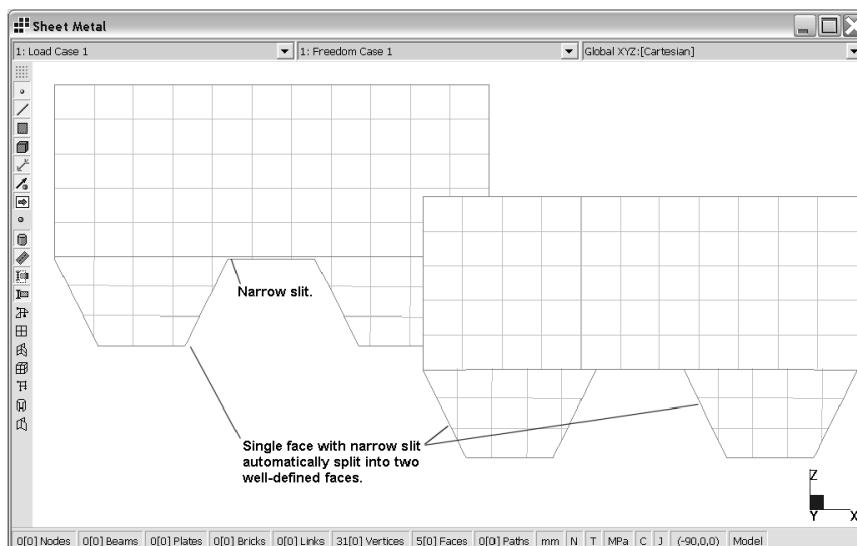 Sheet Metal
1: Load Case 1
1: Freedom Case 1
Global XYZ:[Cartesian]
Narrow slit.
Single face with narrow slit
automatically split into two
well-defined faces.
Z
Y X
0[0] Nodes 0[0] Beams 0[0] Plates 0[0] Bricks 0[0] Links 31[0] Vertices 5[0] Faces 0[0] Paths mm N T MPa C J (-90,0,0) Model